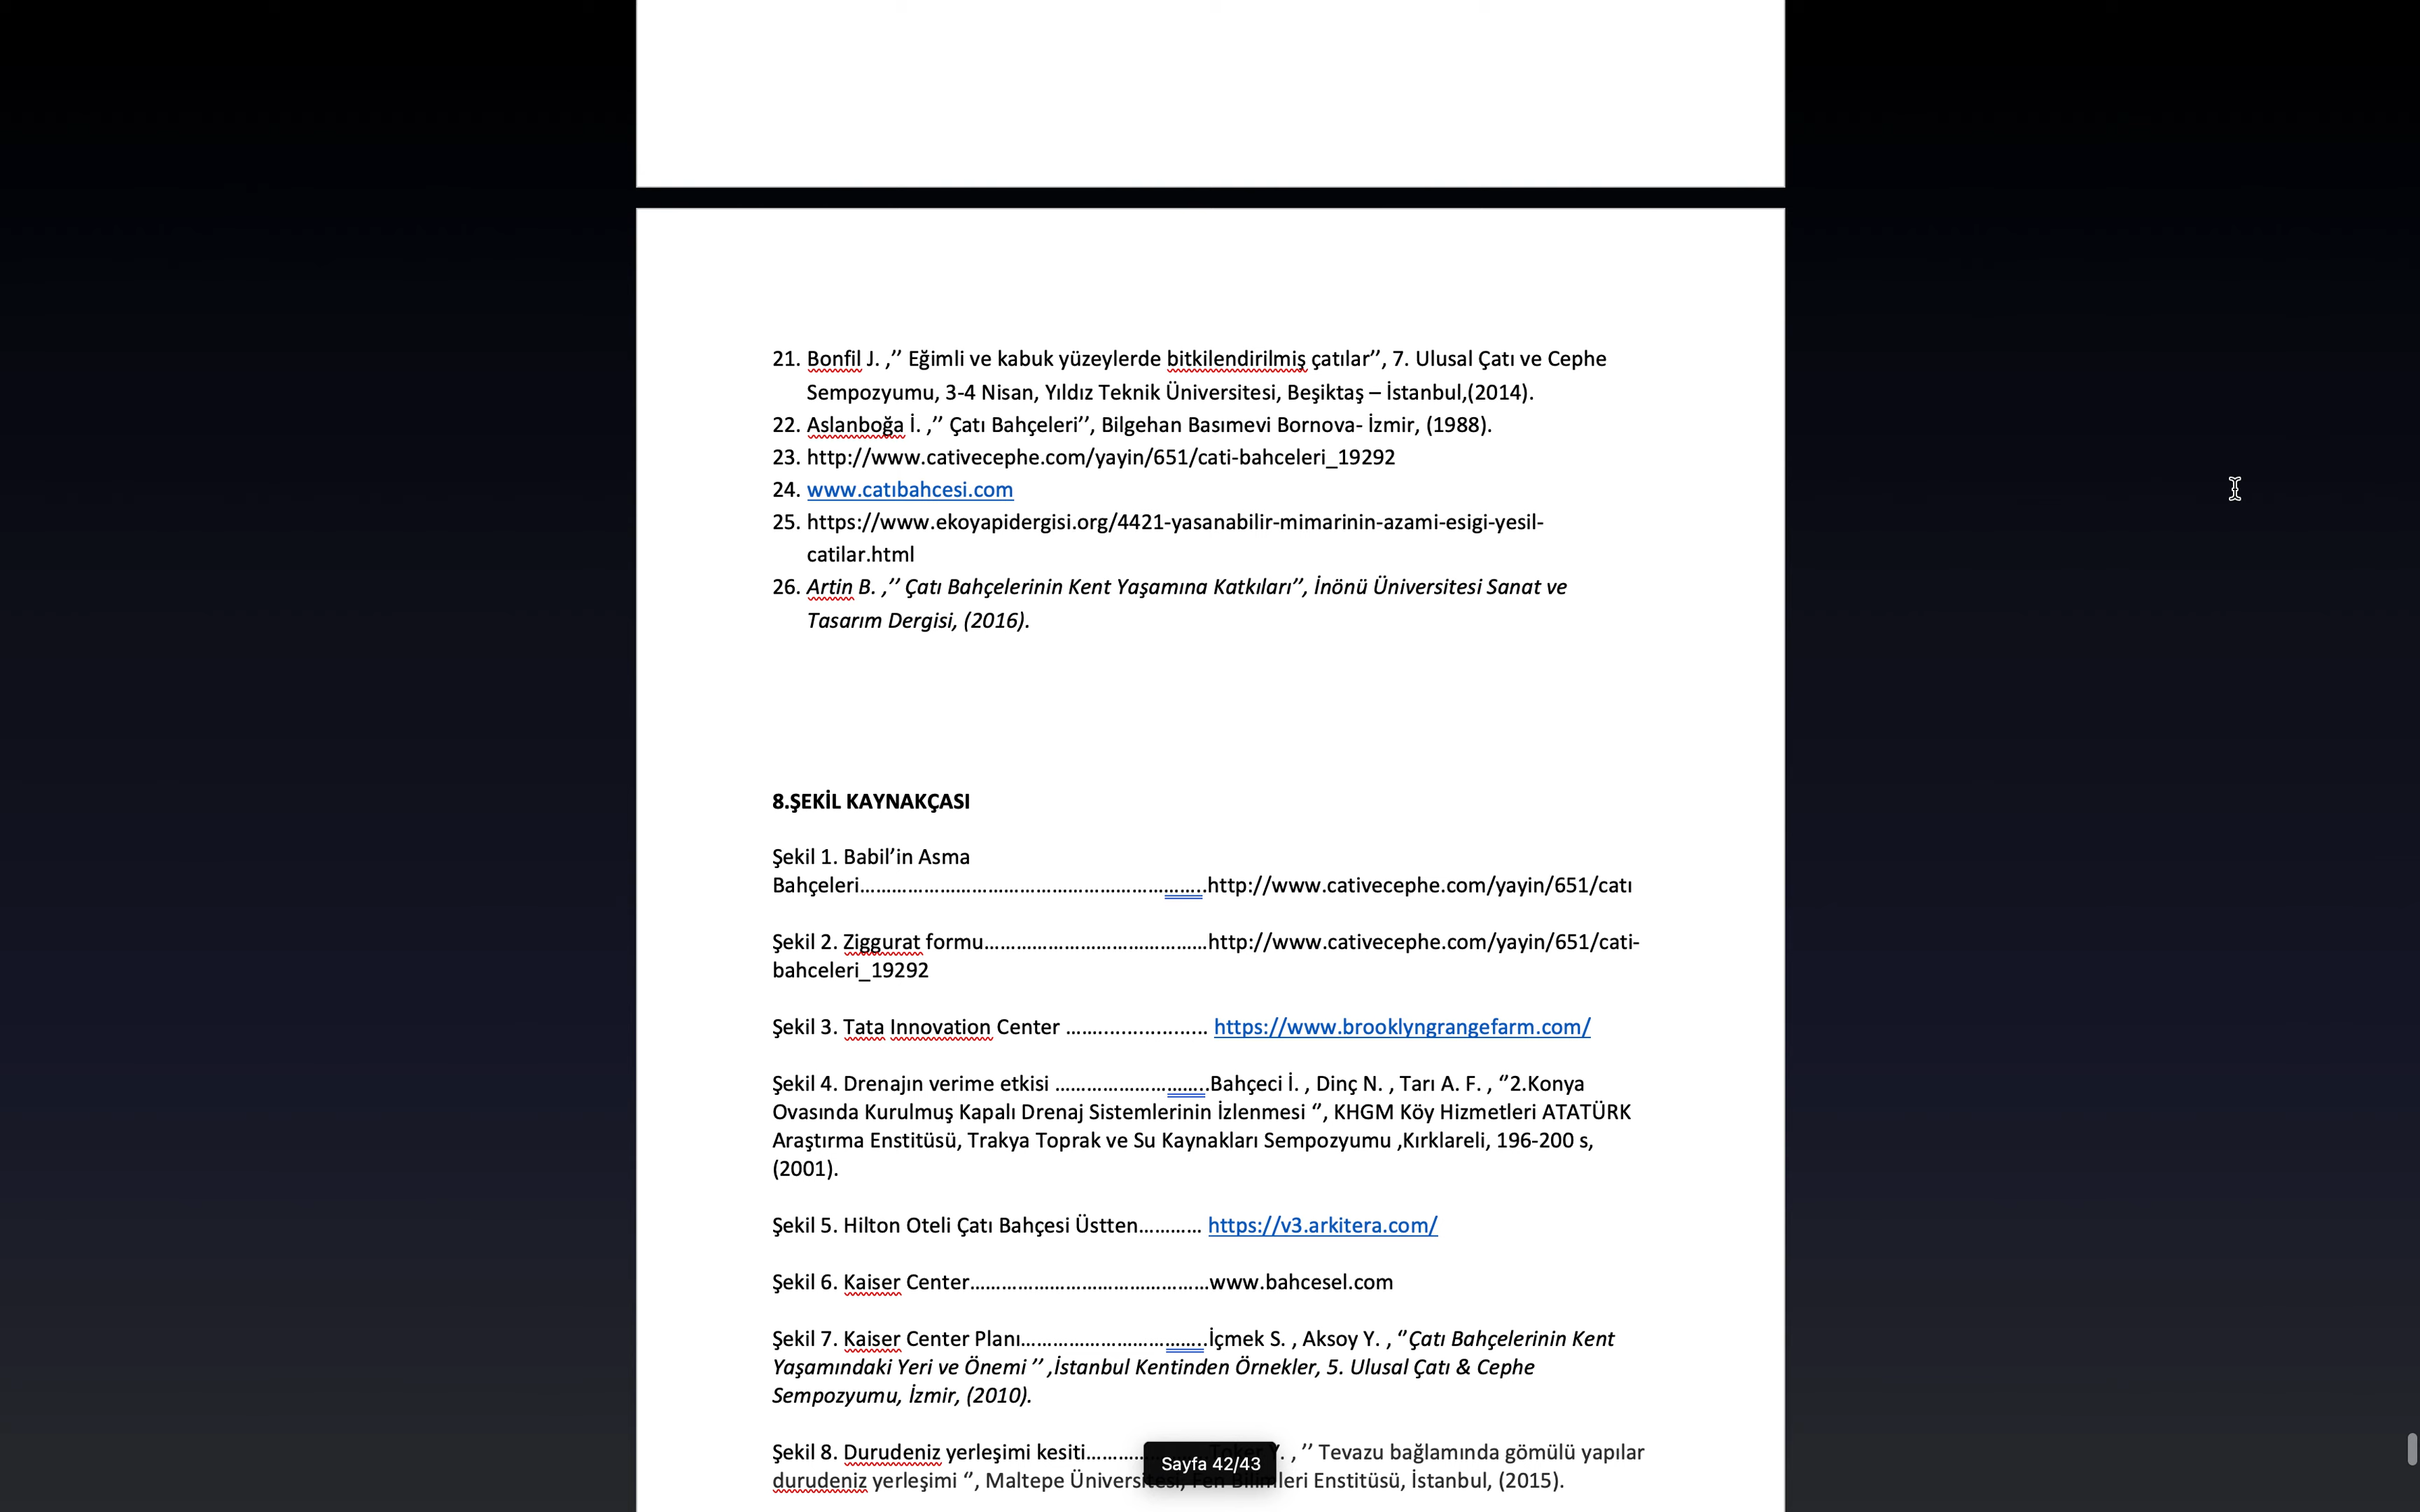 21. Bonfil J. ,’’ Eğimli ve kabuk yüzeylerde bitkilendirilmiş çatılar’’, 7. Ulusal Çatı ve Cephe
Sempozyumu, 3-4 Nisan, Yıldız Teknik Üniversitesi, Beşiktaş – İstanbul,(2014).
22. Aslanboğa İ. ,’’ Çatı Bahçeleri’’, Bilgehan Basımevi Bornova- İzmir, (1988).
23. http://www.cativecephe.com/yayin/651/cati-bahceleri_19292
24. www.catıbahcesi.com
25. https://www.ekoyapidergisi.org/4421-yasanabilir-mimarinin-azami-esigi-yesil-
catilar.html
26. Artin B. ,’’ Çatı Bahçelerinin Kent Yaşamına Katkıları’’, İnönü Üniversitesi Sanat ve
Tasarım Dergisi, (2016).
8.ŞEKİL KAYNAKÇASI
Şekil 1. Babil’in Asma
Bahçeleri……………………………………………………….http://www.cativecephe.com/yayin/651/catı
Şekil 2. Ziggurat formu……………………………………http://www.cativecephe.com/yayin/651/cati-
bahceleri_19292
Şekil 3. Tata Innovation Center ……................... https://www.brooklyngrangefarm.com/
Şekil 4. Drenajın verime etkisi ………………………..Bahçeci İ. , Dinç N. , Tarı A. F. , ‘’2.Konya
Ovasında Kurulmuş Kapalı Drenaj Sistemlerinin İzlenmesi ‘’, KHGM Köy Hizmetleri ATATÜRK
Araştırma Enstitüsü, Trakya Toprak ve Su Kaynakları Sempozyumu ,Kırklareli, 196-200 s,
(2001).
Şekil 5. Hilton Oteli Çatı Bahçesi Üstten………… https://v3.arkitera.com/
Şekil 6. Kaiser Center………………………………………www.bahcesel.com
Şekil 7. Kaiser Center Planı……………………………..İçmek S. , Aksoy Y. , ‘’Çatı Bahçelerinin Kent
Yaşamındaki Yeri ve Önemi ’’ ,İstanbul Kentinden Örnekler, 5. Ulusal Çatı & Cephe
Sempozyumu, İzmir, (2010).
Şekil 8. Durudeniz yerleşimi kesiti………… Toker Y. , ’’ Tevazu bağlamında gömülü yapılar
durudeniz yerleşimi ‘’, Maltepe Üniversitesi, Fen Bilimleri Enstitüsü, İstanbul, (2015).
Sayfa 42/43